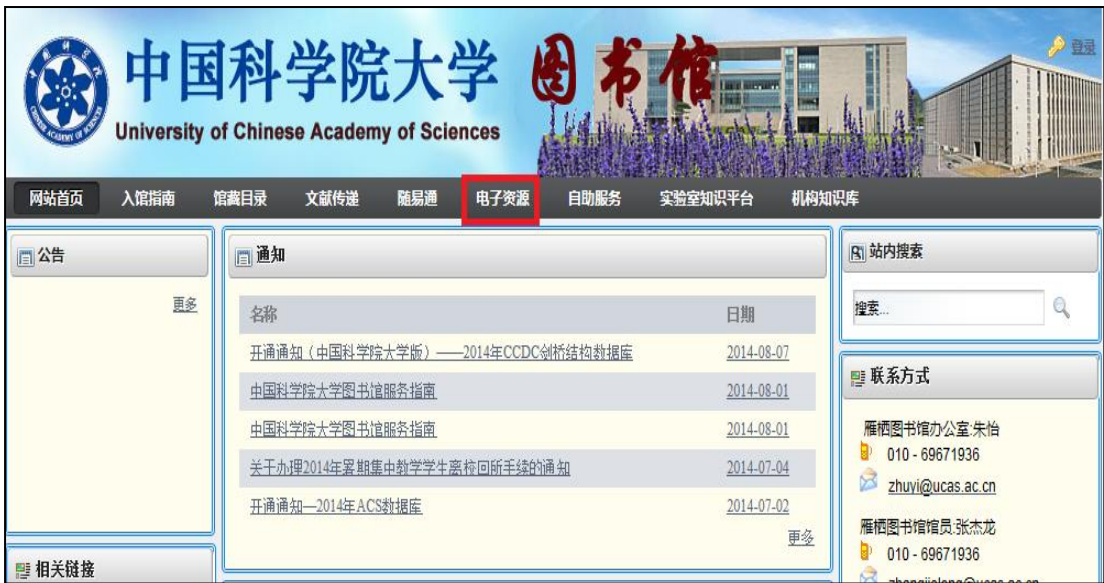 中国科学院大学 图书馆
University of Chinese Academy of Sciences
登录
网站首页 入馆指南 馆藏目录 文献传递 随易通 电子资源 自助服务 实验室知识平台 机构知识库
公告
更多
相关链接
通知
名称 日期
开通通知（中国科学院大学版）——2014年CCDC剑桥结构数据库 2014-08-07
中国科学院大学图书馆服务指南 2014-08-01
中国科学院大学图书馆服务指南 2014-08-01
关于办理2014年暑期集中教学学生离校回所手续的通知 2014-07-04
开通通知—2014年ACS数据库 2014-07-02
更多
站内搜索
搜索...
联系方式
雁栖图书馆办公室:朱怡
010 - 69671936
zhuyi@ucas.ac.cn
雁栖图书馆馆员:张杰龙
010 - 69671936